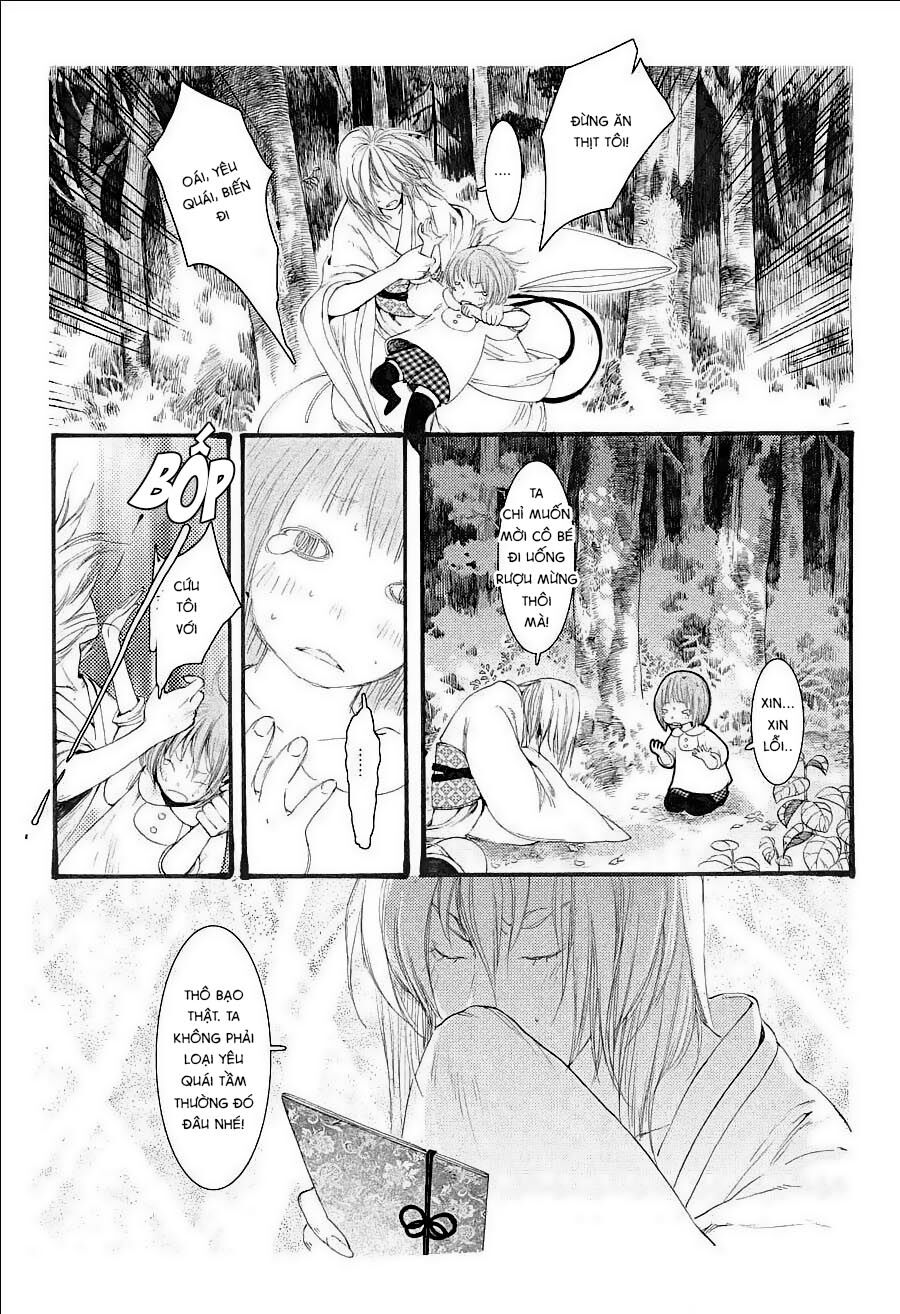 ĐỪNG ĂN
THỊT TÔI!
....
OÁI, YÊU
QUÁI, BIẾN
ĐI
TA
CHỈ MUỐN
MỜI CÔ BÉ
ĐI UỐNG
RƯỢU MỪNG
THÔI
MÀ!
XIN...
XIN
LỖI..
......
BỐP
CỨU
TÔI
VỚI
THÔ BẠO
THẬT. TA
KHÔNG PHẢI
LOẠI YÊU
QUÁI TẦM
THƯỜNG ĐÓ
ĐÂU NHÉ!